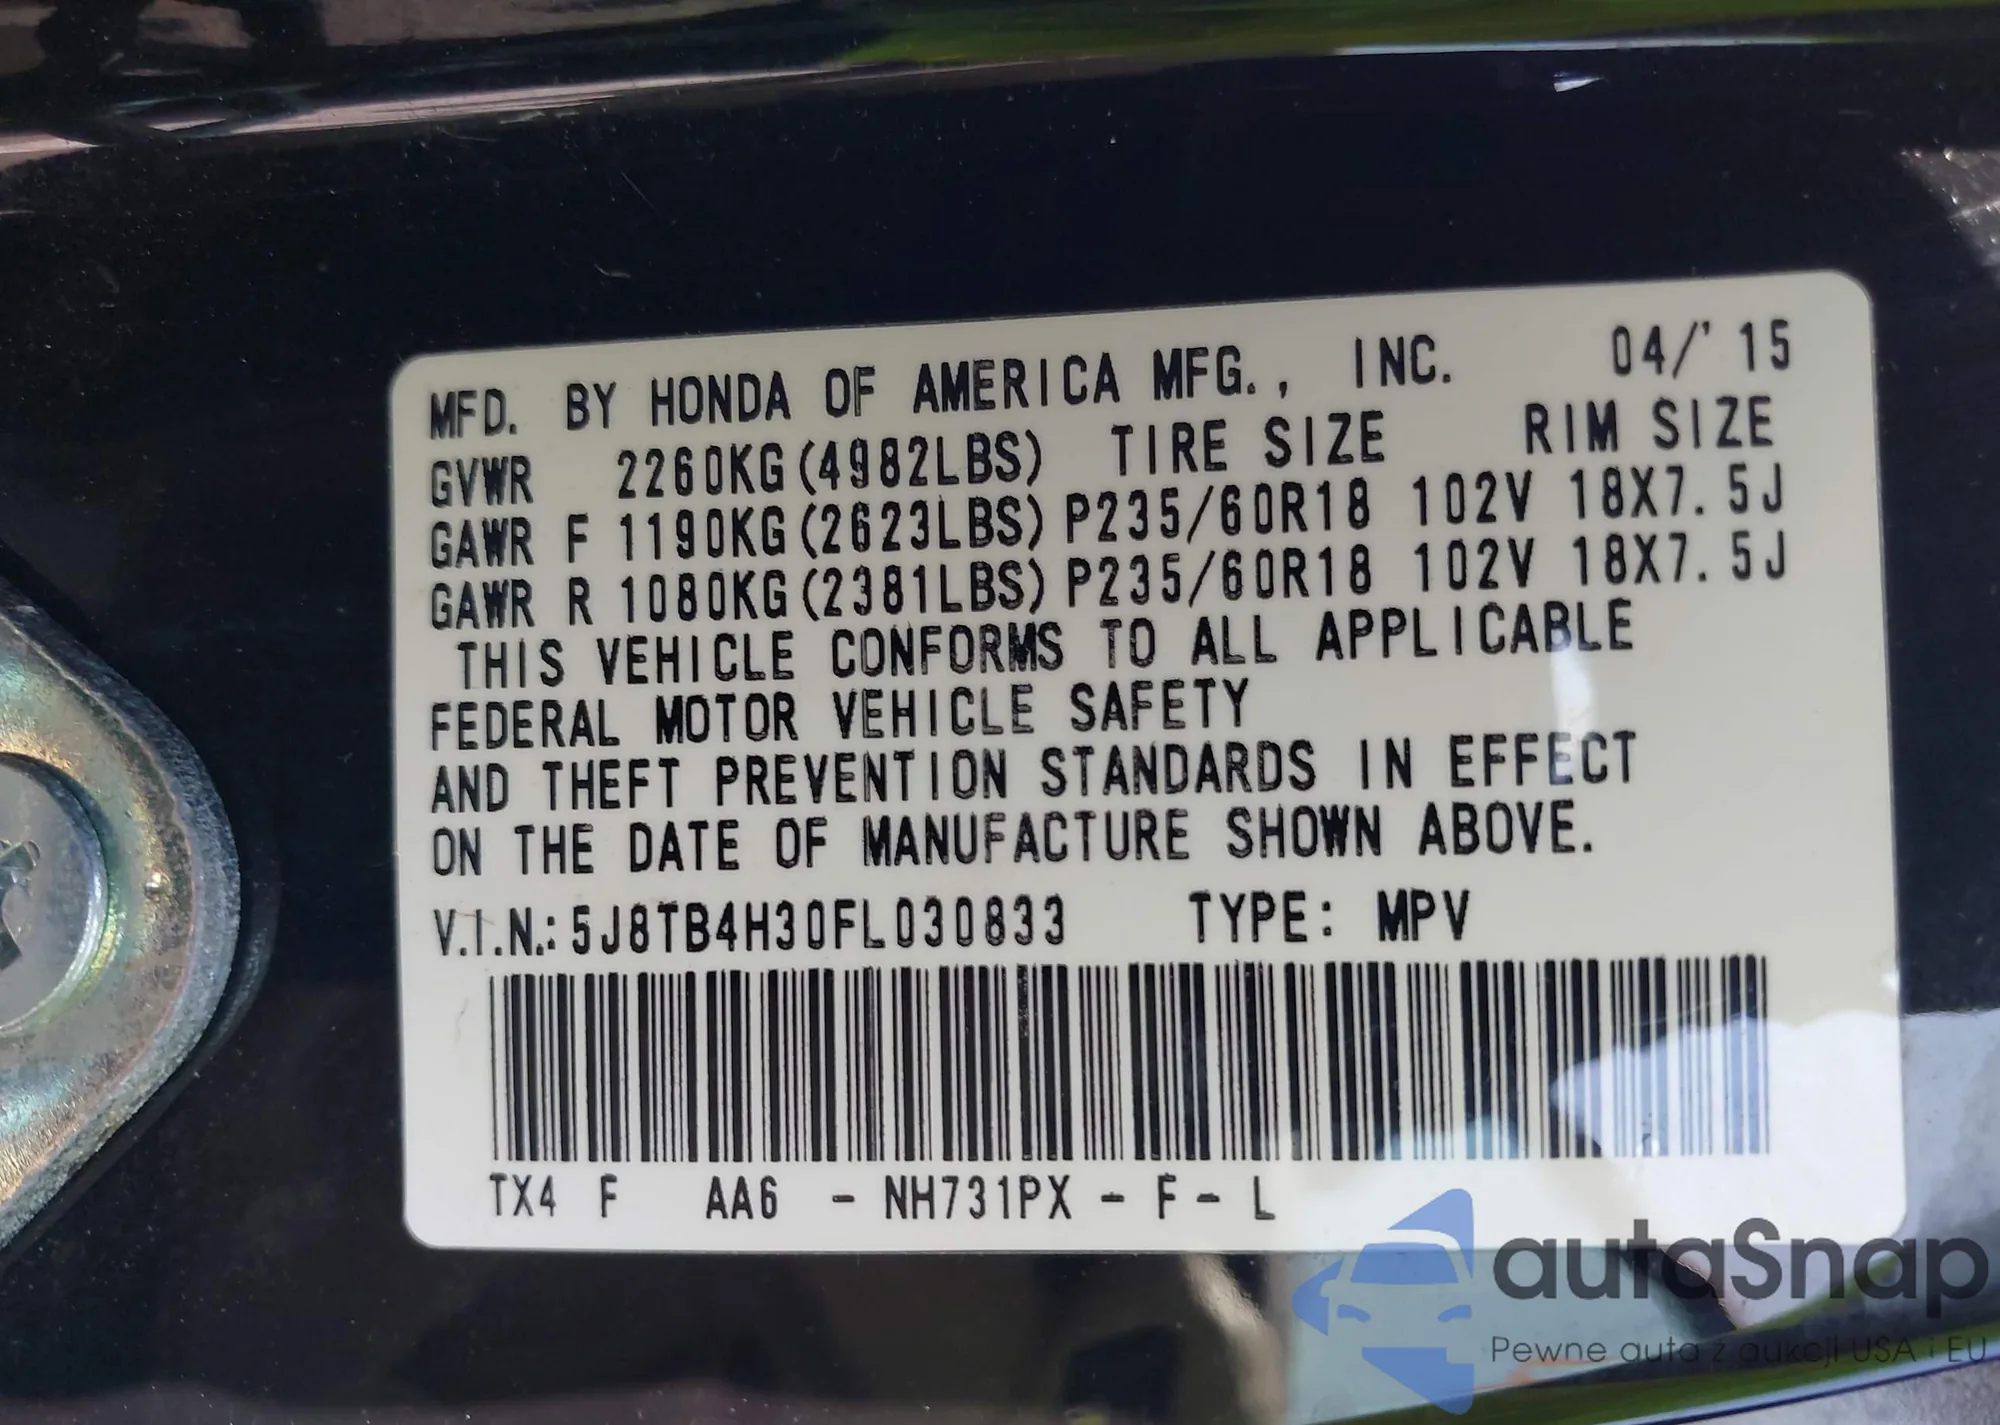 MFD. BY HONDA OF AMERICA MFG., INC. 04/'15
GVWR 2260KG(4982LBS) TIRE SIZE RIM SIZE
GAWR F 1190KG(2623LBS) P235/60R18 102V 18X7.5J
GAWR R 1080KG(2381LBS) P235/60R18 102V 18X7.5J
THIS VEHICLE CONFORMS TO ALL APPLICABLE
FEDERAL MOTOR VEHICLE SAFETY
AND THEFT PREVENTION STANDARDS IN EFFECT
ON THE DATE OF MANUFACTURE SHOWN ABOVE.
V.I.N.: 5J8TB4H30FL030833 TYPE: MPV
TX4 F AA6 - NH731PX - F - L
autaSnap
Pewne auta z aukcji USA i EU